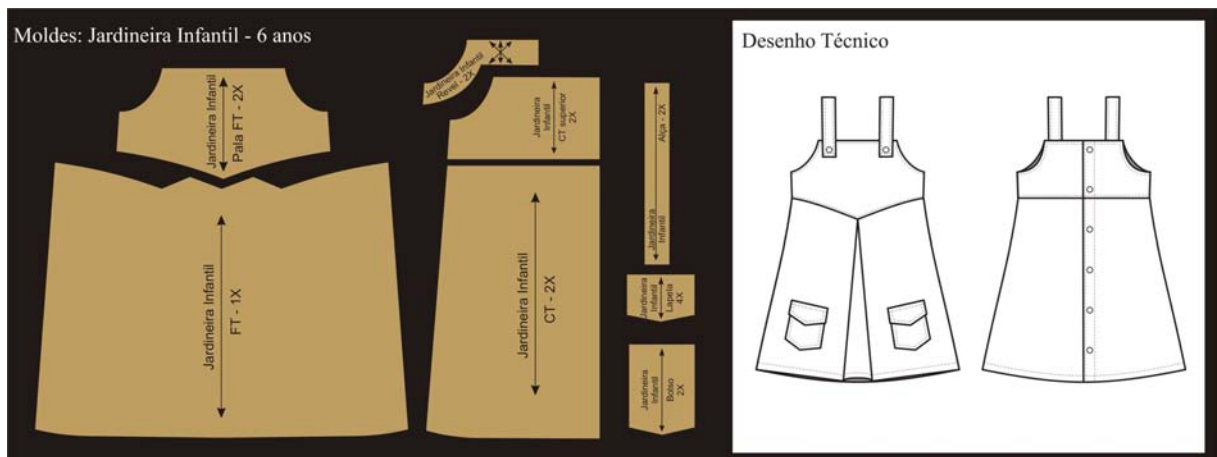 Moldes: Jardineira Infantil - 6 anos
Jardineira Infantil
Pala FT - 2X
Jardineira Infantil
FT - 1X
Jardineira Infantil
Revel - 2X
Jardineira
Infantil
CT superior
2X
Jardineira Infantil
CT - 2X
Alça - 2X
Jardineira
Infantil
Jardineira
Infantil
Lapela
4X
Jardineira
Infantil
Bolso
2X
Desenho Técnico